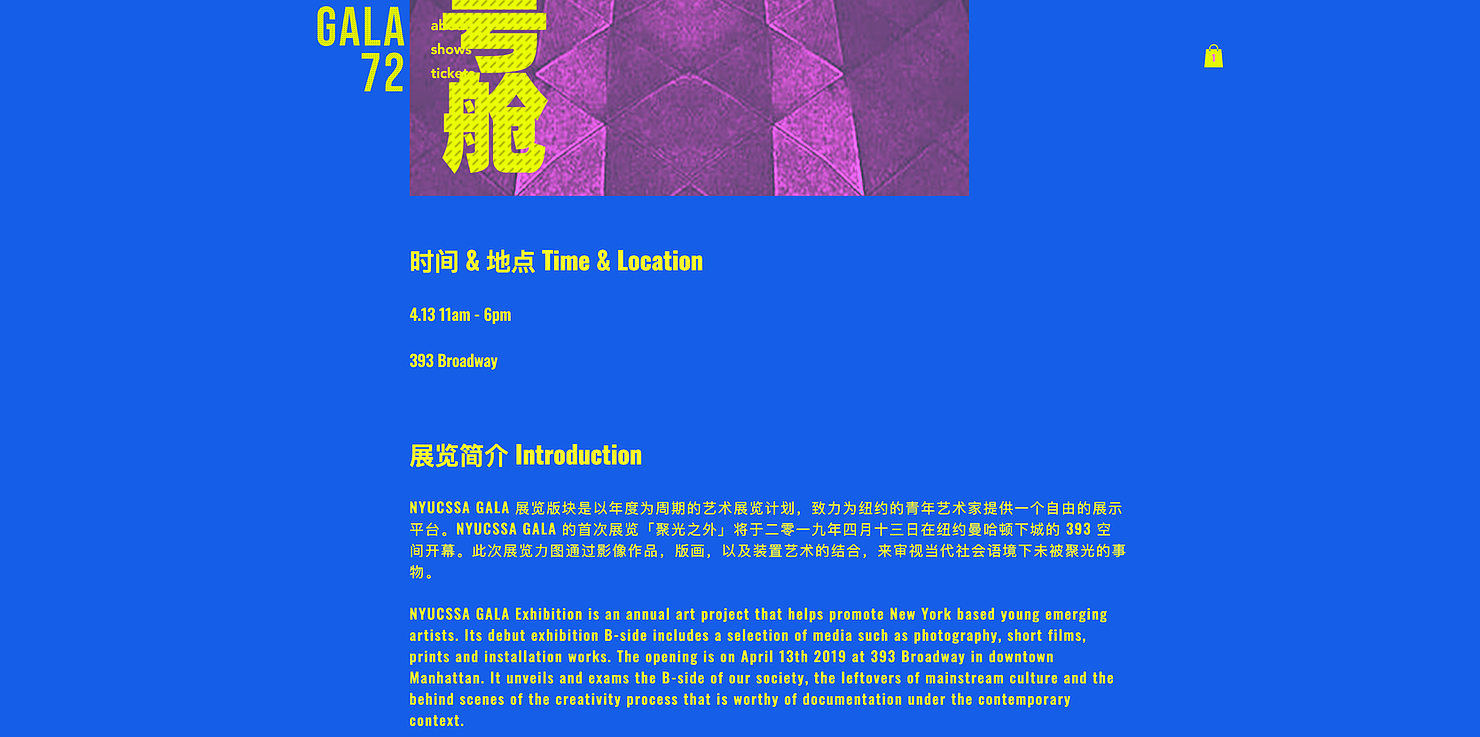 GALA
72
about
shows
tickets
号
舱
1
时间 & 地点 Time & Location
4.13 11am - 6pm
393 Broadway
展览简介 Introduction
NYUCSSA GALA 展览版块是以年度为周期的艺术展览计划，致力为纽约的青年艺术家提供一个自由的展示
平台。NYUCSSA GALA 的首次展览「聚光之外」将于二零一九年四月十三日在纽约曼哈顿下城的 393 空
间开幕。此次展览力图通过影像作品，版画，以及装置艺术的结合，来审视当代社会语境下未被聚光的事
物。
NYUCSSA GALA Exhibition is an annual art project that helps promote New York based young emerging
artists. Its debut exhibition B-side includes a selection of media such as photography, short films,
prints and installation works. The opening is on April 13th 2019 at 393 Broadway in downtown
Manhattan. It unveils and exams the B-side of our society, the leftovers of mainstream culture and the
behind scenes of the creativity process that is worthy of documentation under the contemporary
context.